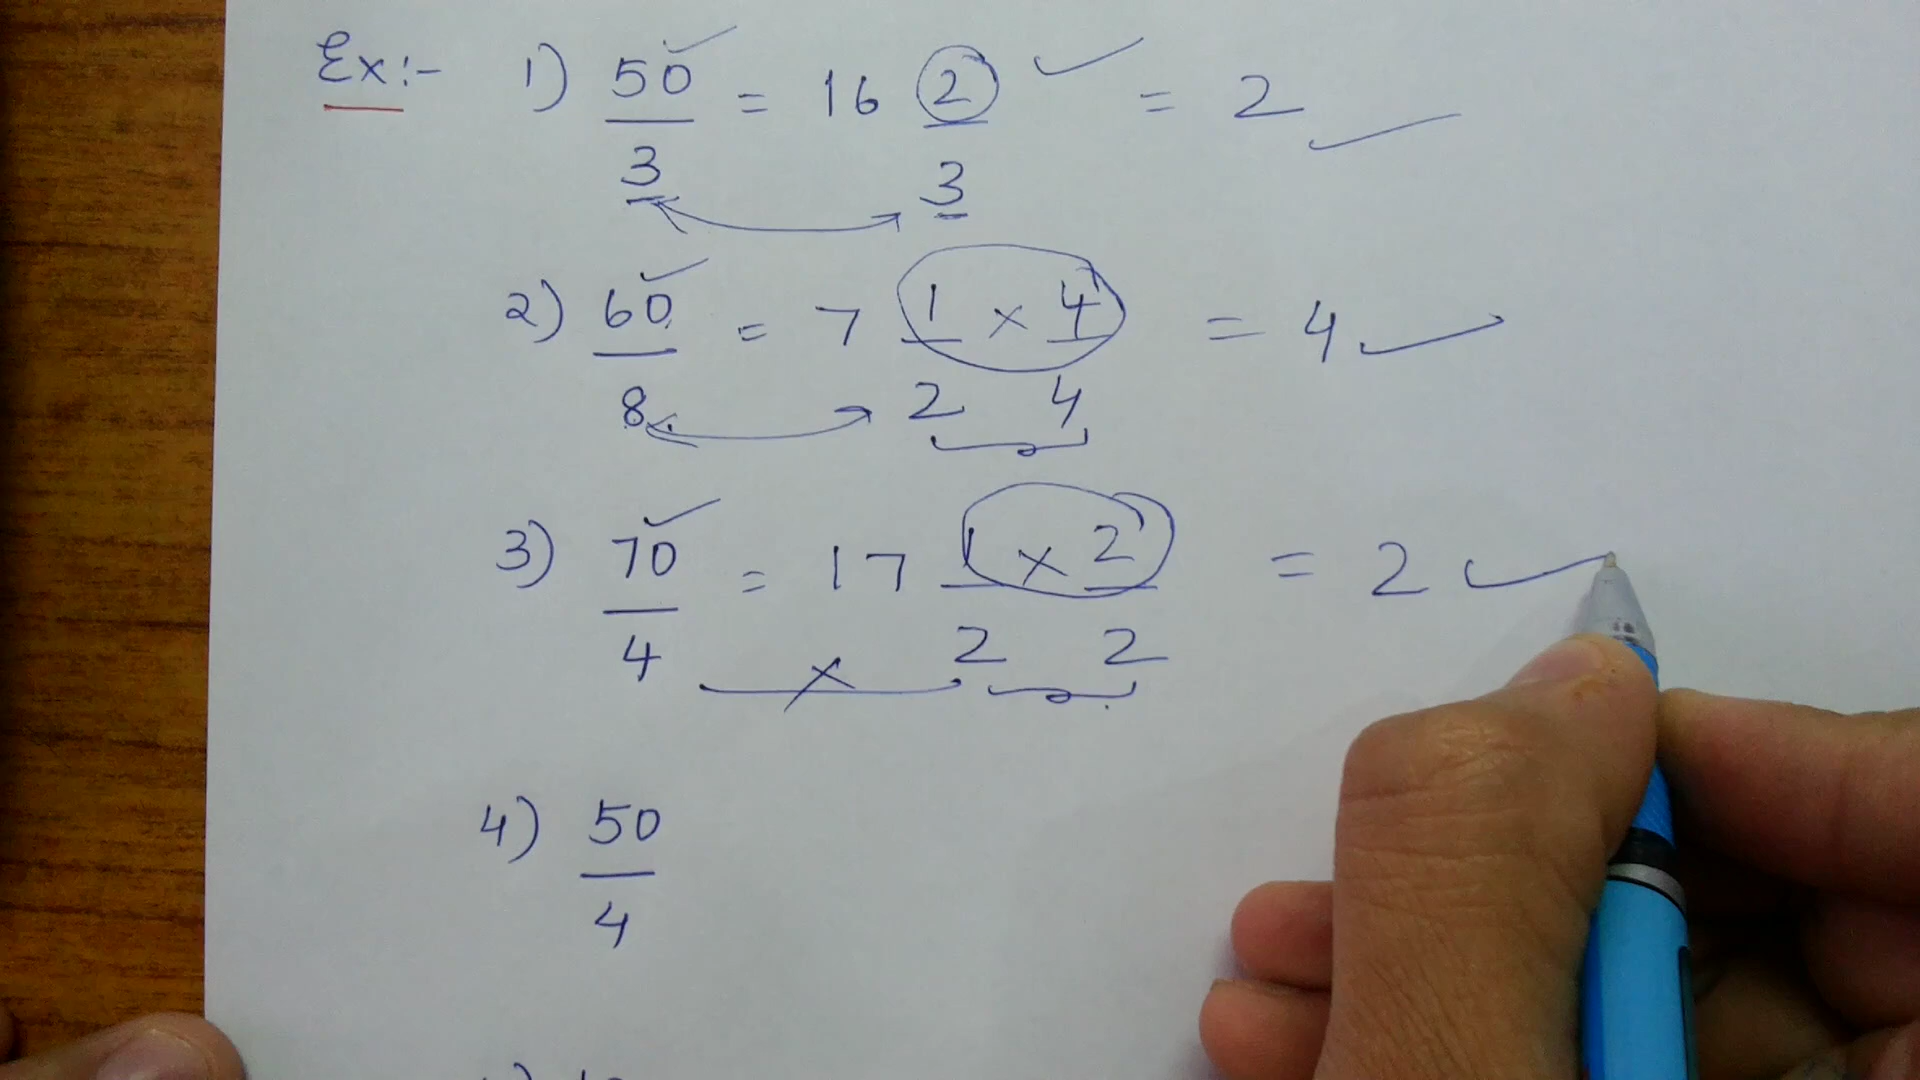 Ex:- 1) 50/3 = 16 2/3 = 2
2) 60/8 = 7 1/2 × 4/4 = 4
3) 70/4 = 17 1/2 × 2/2 = 2
4) 50/4